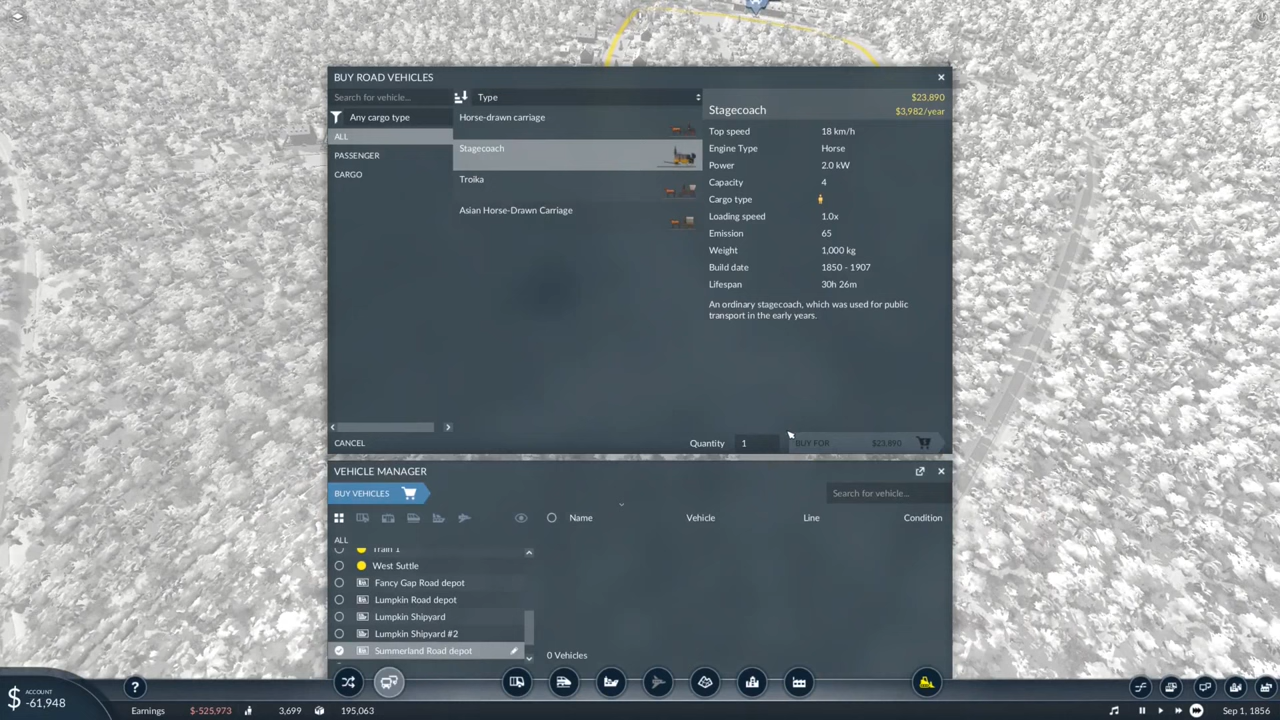 BUY ROAD VEHICLES
Search for vehicle...
Type
Any cargo type
ALL
PASSENGER
CARGO
Horse-drawn carriage
Stagecoach
Troika
Asian Horse-Drawn Carriage
$23,890
Stagecoach
$3,982/year
Top speed 18 km/h
Engine Type Horse
Power 2.0 kW
Capacity 4
Cargo type
Loading speed 1.0x
Emission 65
Weight 1,000 kg
Build date 1850 - 1907
Lifespan 30h 26m
An ordinary stagecoach, which was used for public
transport in the early years.
CANCEL
Quantity 1
BUY FOR $23,890
VEHICLE MANAGER
BUY VEHICLES
Search for vehicle...
Name Vehicle Line Condition
ALL
Train 1
West Suttle
Fancy Gap Road depot
Lumpkin Road depot
Lumpkin Shipyard
Lumpkin Shipyard #2
Summerland Road depot
0 Vehicles
$ ACCOUNT
-61,948
?
Earnings $-525,973 3,699 195,063
Sep 1, 1856